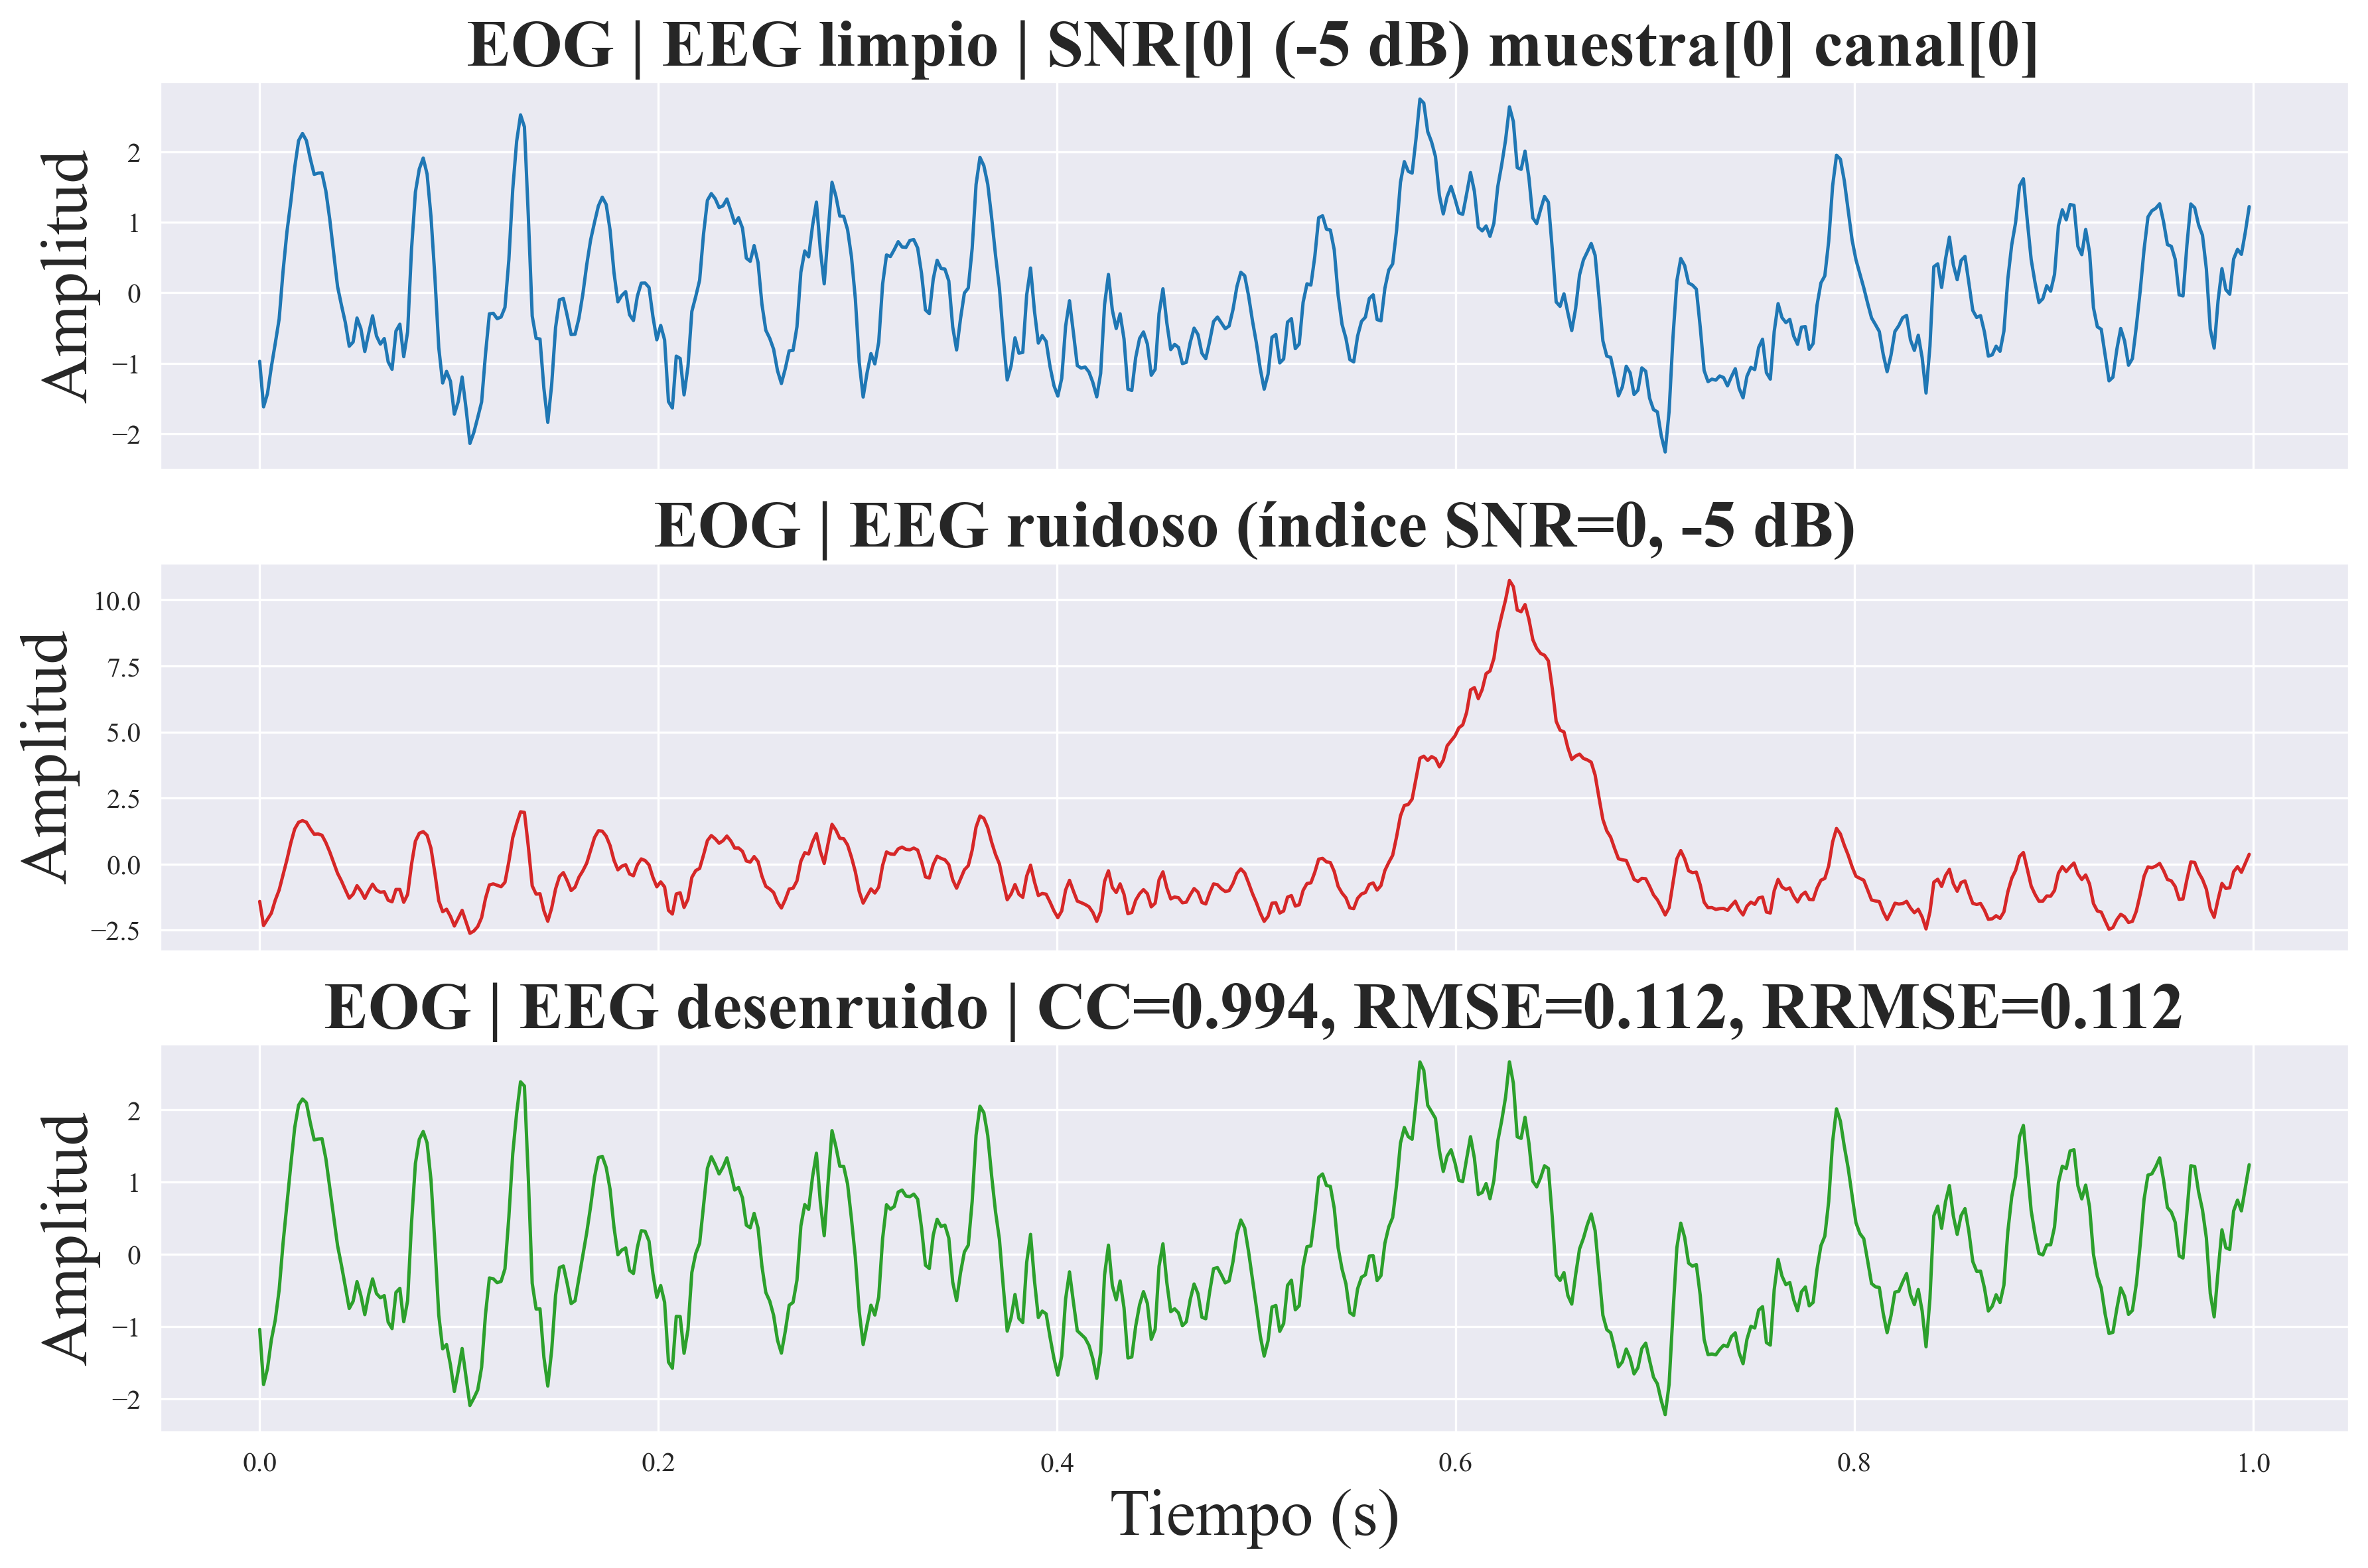 EOG | EEG limpio | SNR[0] (-5 dB) muestra[0] canal[0]
Amplitud
2
1
0
−1
−2
EOG | EEG ruidoso (índice SNR=0, -5 dB)
Amplitud
10.0
7.5
5.0
2.5
0.0
−2.5
EOG | EEG desenruido | CC=0.994, RMSE=0.112, RRMSE=0.112
Amplitud
2
1
0
−1
−2
0.0 0.2 0.4 0.6 0.8 1.0
Tiempo (s)